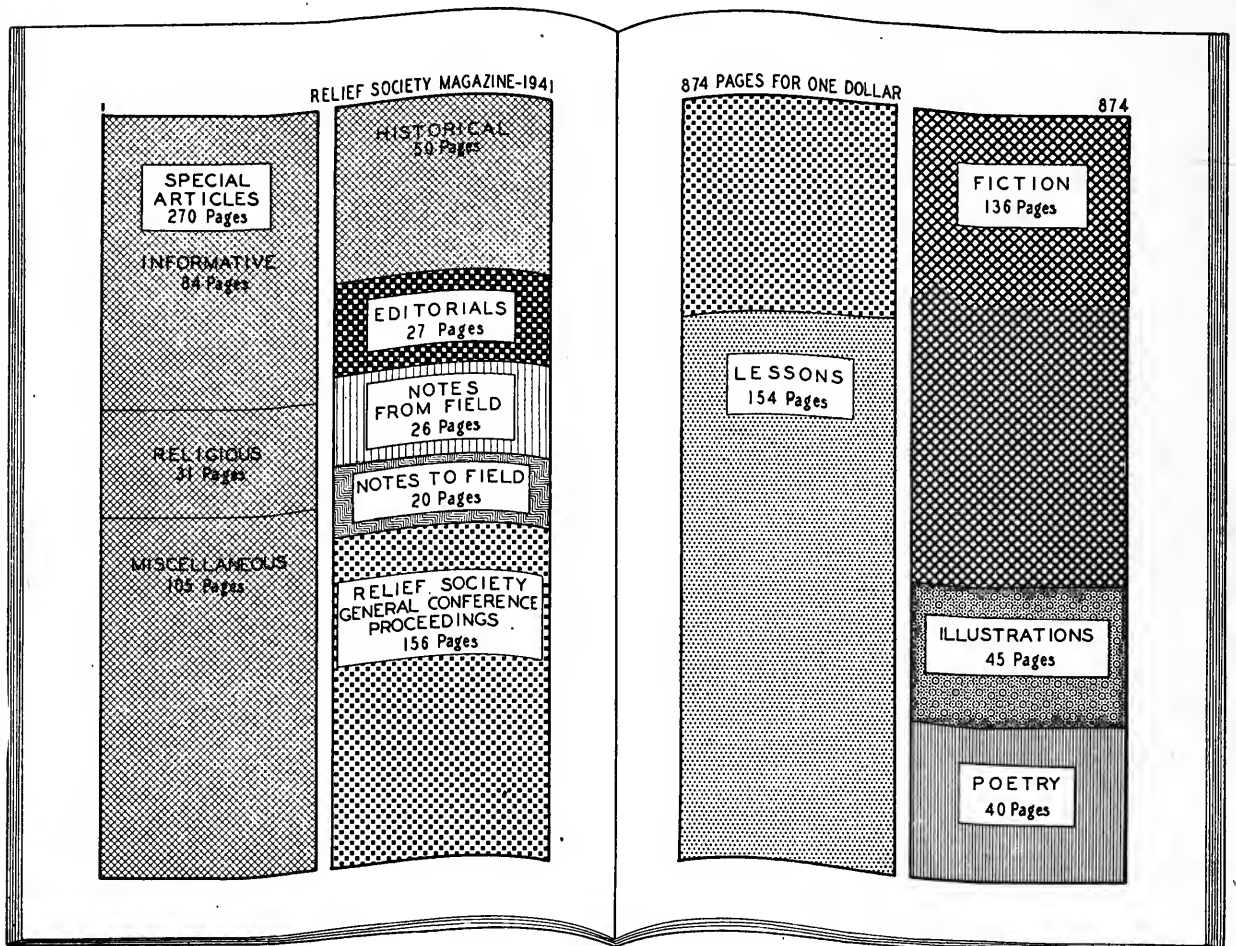 RELIEF SOCIETY MAGAZINE-1941
1
SPECIAL
ARTICLES
270 Pages
INFORMATIVE
84 Pages
RELIGIOUS
31 Pages
MISCELLANEOUS
105 Pages
HISTORICAL
50 Pages
EDITORIALS
27 Pages
NOTES
FROM FIELD
26 Pages
NOTES TO FIELD
20 Pages
RELIEF SOCIETY
GENERAL CONFERENCE
PROCEEDINGS
156 Pages
874 PAGES FOR ONE DOLLAR
874
LESSONS
154 Pages
FICTION
136 Pages
ILLUSTRATIONS
45 Pages
POETRY
40 Pages